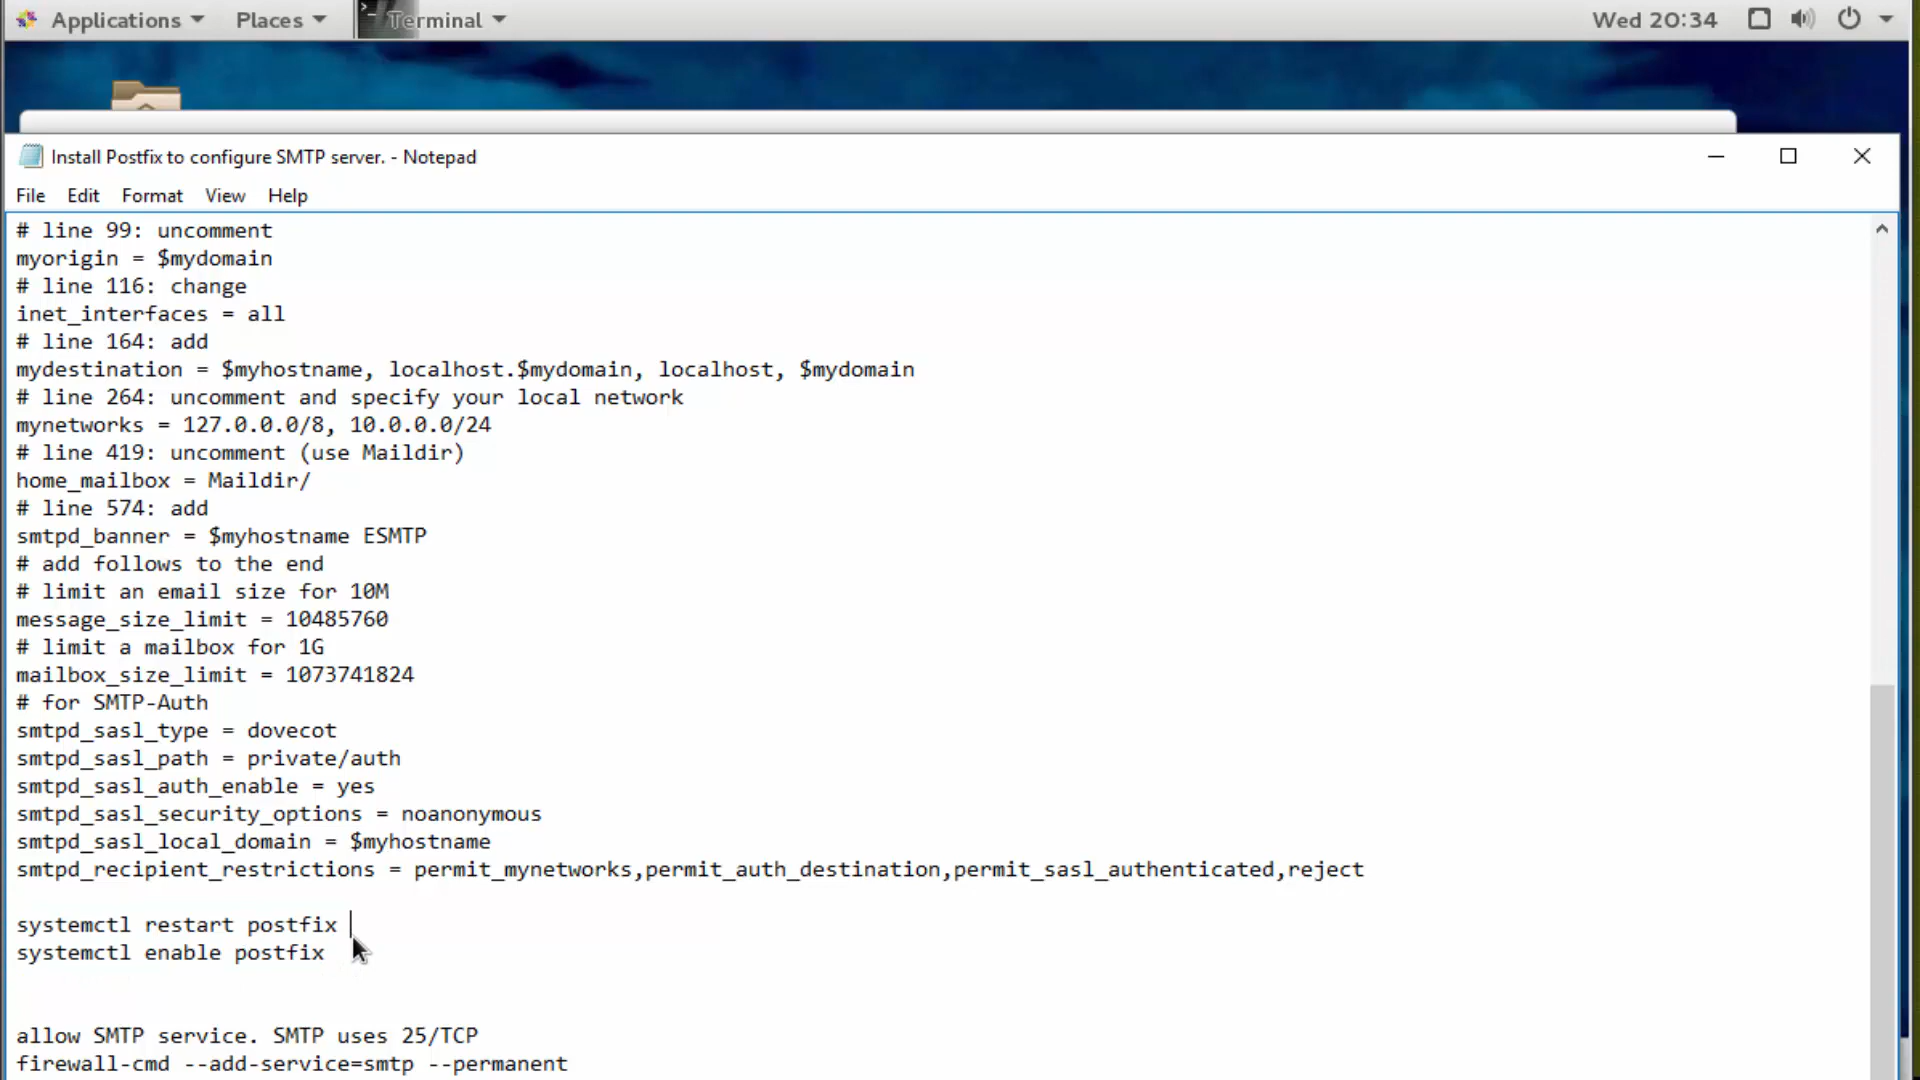 Applications Places Terminal Wed 20:34
Install Postfix to configure SMTP server. - Notepad
File Edit Format View Help
# line 99: uncomment
myorigin = $mydomain
# line 116: change
inet_interfaces = all
# line 164: add
mydestination = $myhostname, localhost.$mydomain, localhost, $mydomain
# line 264: uncomment and specify your local network
mynetworks = 127.0.0.0/8, 10.0.0.0/24
# line 419: uncomment (use Maildir)
home_mailbox = Maildir/
# line 574: add
smtpd_banner = $myhostname ESMTP
# add follows to the end
# limit an email size for 10M
message_size_limit = 10485760
# limit a mailbox for 1G
mailbox_size_limit = 1073741824
# for SMTP-Auth
smtpd_sasl_type = dovecot
smtpd_sasl_path = private/auth
smtpd_sasl_auth_enable = yes
smtpd_sasl_security_options = noanonymous
smtpd_sasl_local_domain = $myhostname
smtpd_recipient_restrictions = permit_mynetworks,permit_auth_destination,permit_sasl_authenticated,reject
systemctl restart postfix
systemctl enable postfix
allow SMTP service. SMTP uses 25/TCP
firewall-cmd --add-service=smtp --permanent